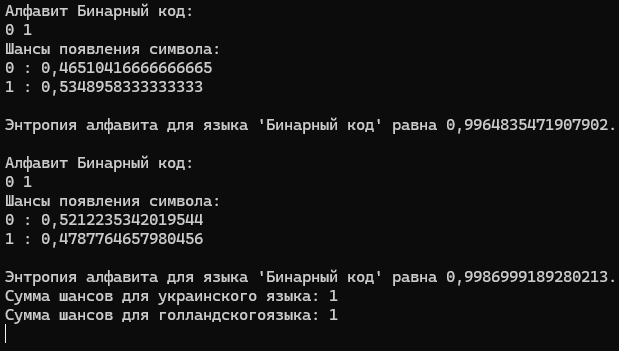 Алфавит Бинарный код:
0 1
Шансы появления символа:
0 : 0,46510416666666665
1 : 0,5348958333333333
Энтропия алфавита для языка 'Бинарный код' равна 0,9964835471907902.
Алфавит Бинарный код:
0 1
Шансы появления символа:
0 : 0,5212235342019544
1 : 0,4787764657980456
Энтропия алфавита для языка 'Бинарный код' равна 0,9986999189280213.
Сумма шансов для украинского языка: 1
Сумма шансов для голландскогоязыка: 1